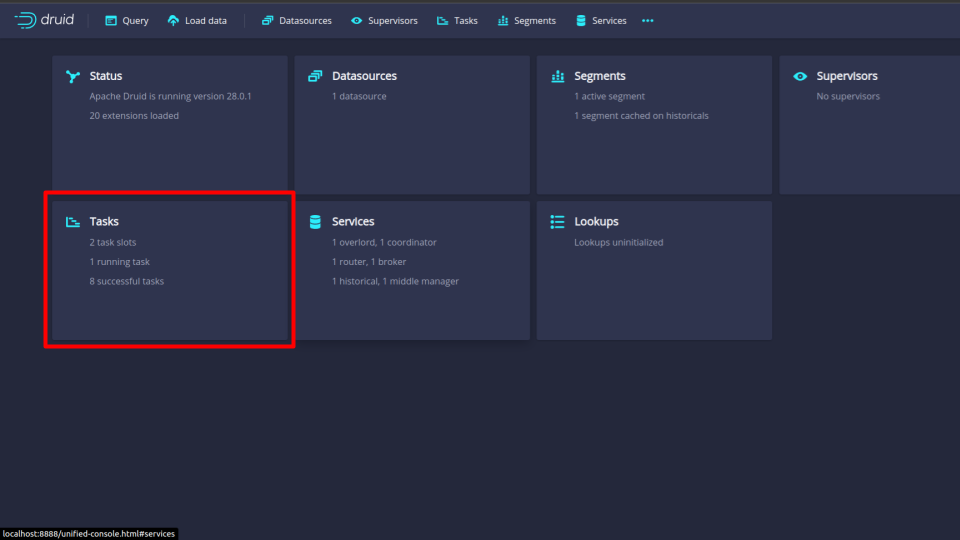 druid Query Load data Datasources Supervisors Tasks Segments Services
Status
Apache Druid is running version 28.0.1
20 extensions loaded
Datasources
1 datasource
Segments
1 active segment
1 segment cached on historicals
Supervisors
No supervisors
Tasks
2 task slots
1 running task
8 successful tasks
Services
1 overlord, 1 coordinator
1 router, 1 broker
1 historical, 1 middle manager
Lookups
Lookups uninitialized
localhost:8888/unified-console.html#services